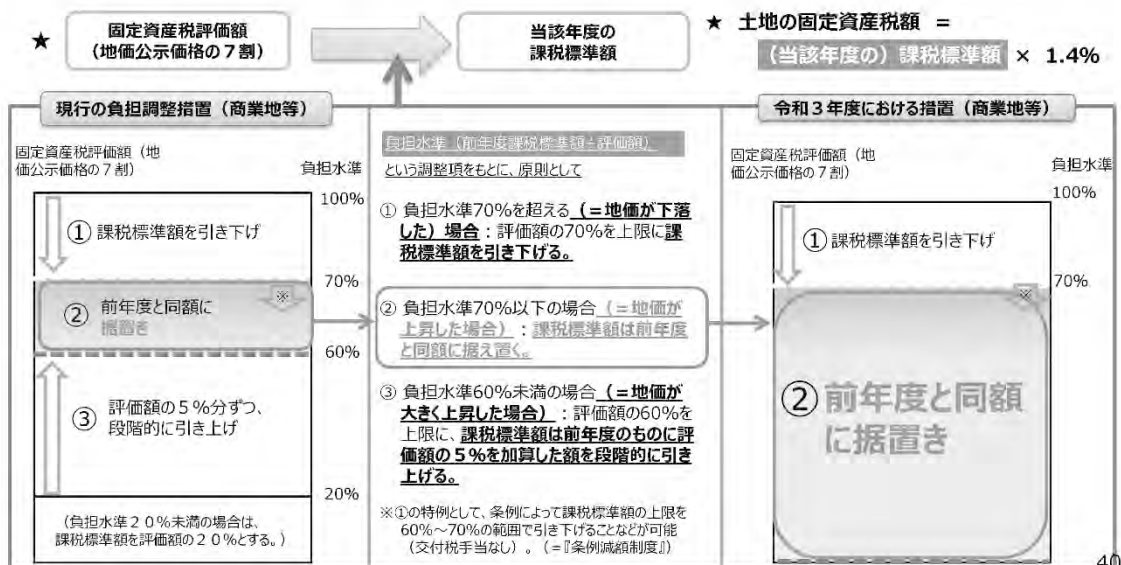 ★
固定資産税評価額
（地価公示価格の７割）
当該年度の
課税標準額
★ 土地の固定資産税額 ＝
（当該年度の）課税標準額 × 1.4%
現行の負担調整措置（商業地等）
固定資産税評価額（地
価公示価格の７割）
負担水準
100%
① 課税標準額を引き下げ
70%
※
② 前年度と同額に
据置き
60%
③ 評価額の５％分ずつ、
段階的に引き上げ
20%
（負担水準２０％未満の場合は、
課税標準額を評価額の２０％とする。）
負担水準（前年度課税標準額÷評価額）
という調整項をもとに、原則として
① 負担水準70%を超える（＝地価が下落
した）場合：評価額の70%を上限に課
税標準額を引き下げる。
② 負担水準70%以下の場合（＝地価が
上昇した場合）：課税標準額は前年度
と同額に据え置く。
③ 負担水準60%未満の場合（＝地価が
大きく上昇した場合）：評価額の60%を
上限に、課税標準額は前年度のものに評
価額の５％を加算した額を段階的に引き
上げる。
※①の特例として、条例によって課税標準額の上限を
60%～70%の範囲で引き下げることなどが可能
（交付税手当なし）。（＝『条例減額制度』）
令和３年度における措置（商業地等）
固定資産税評価額（地
価公示価格の７割）
負担水準
100%
① 課税標準額を引き下げ
70%
※
② 前年度と同額
に据置き
40